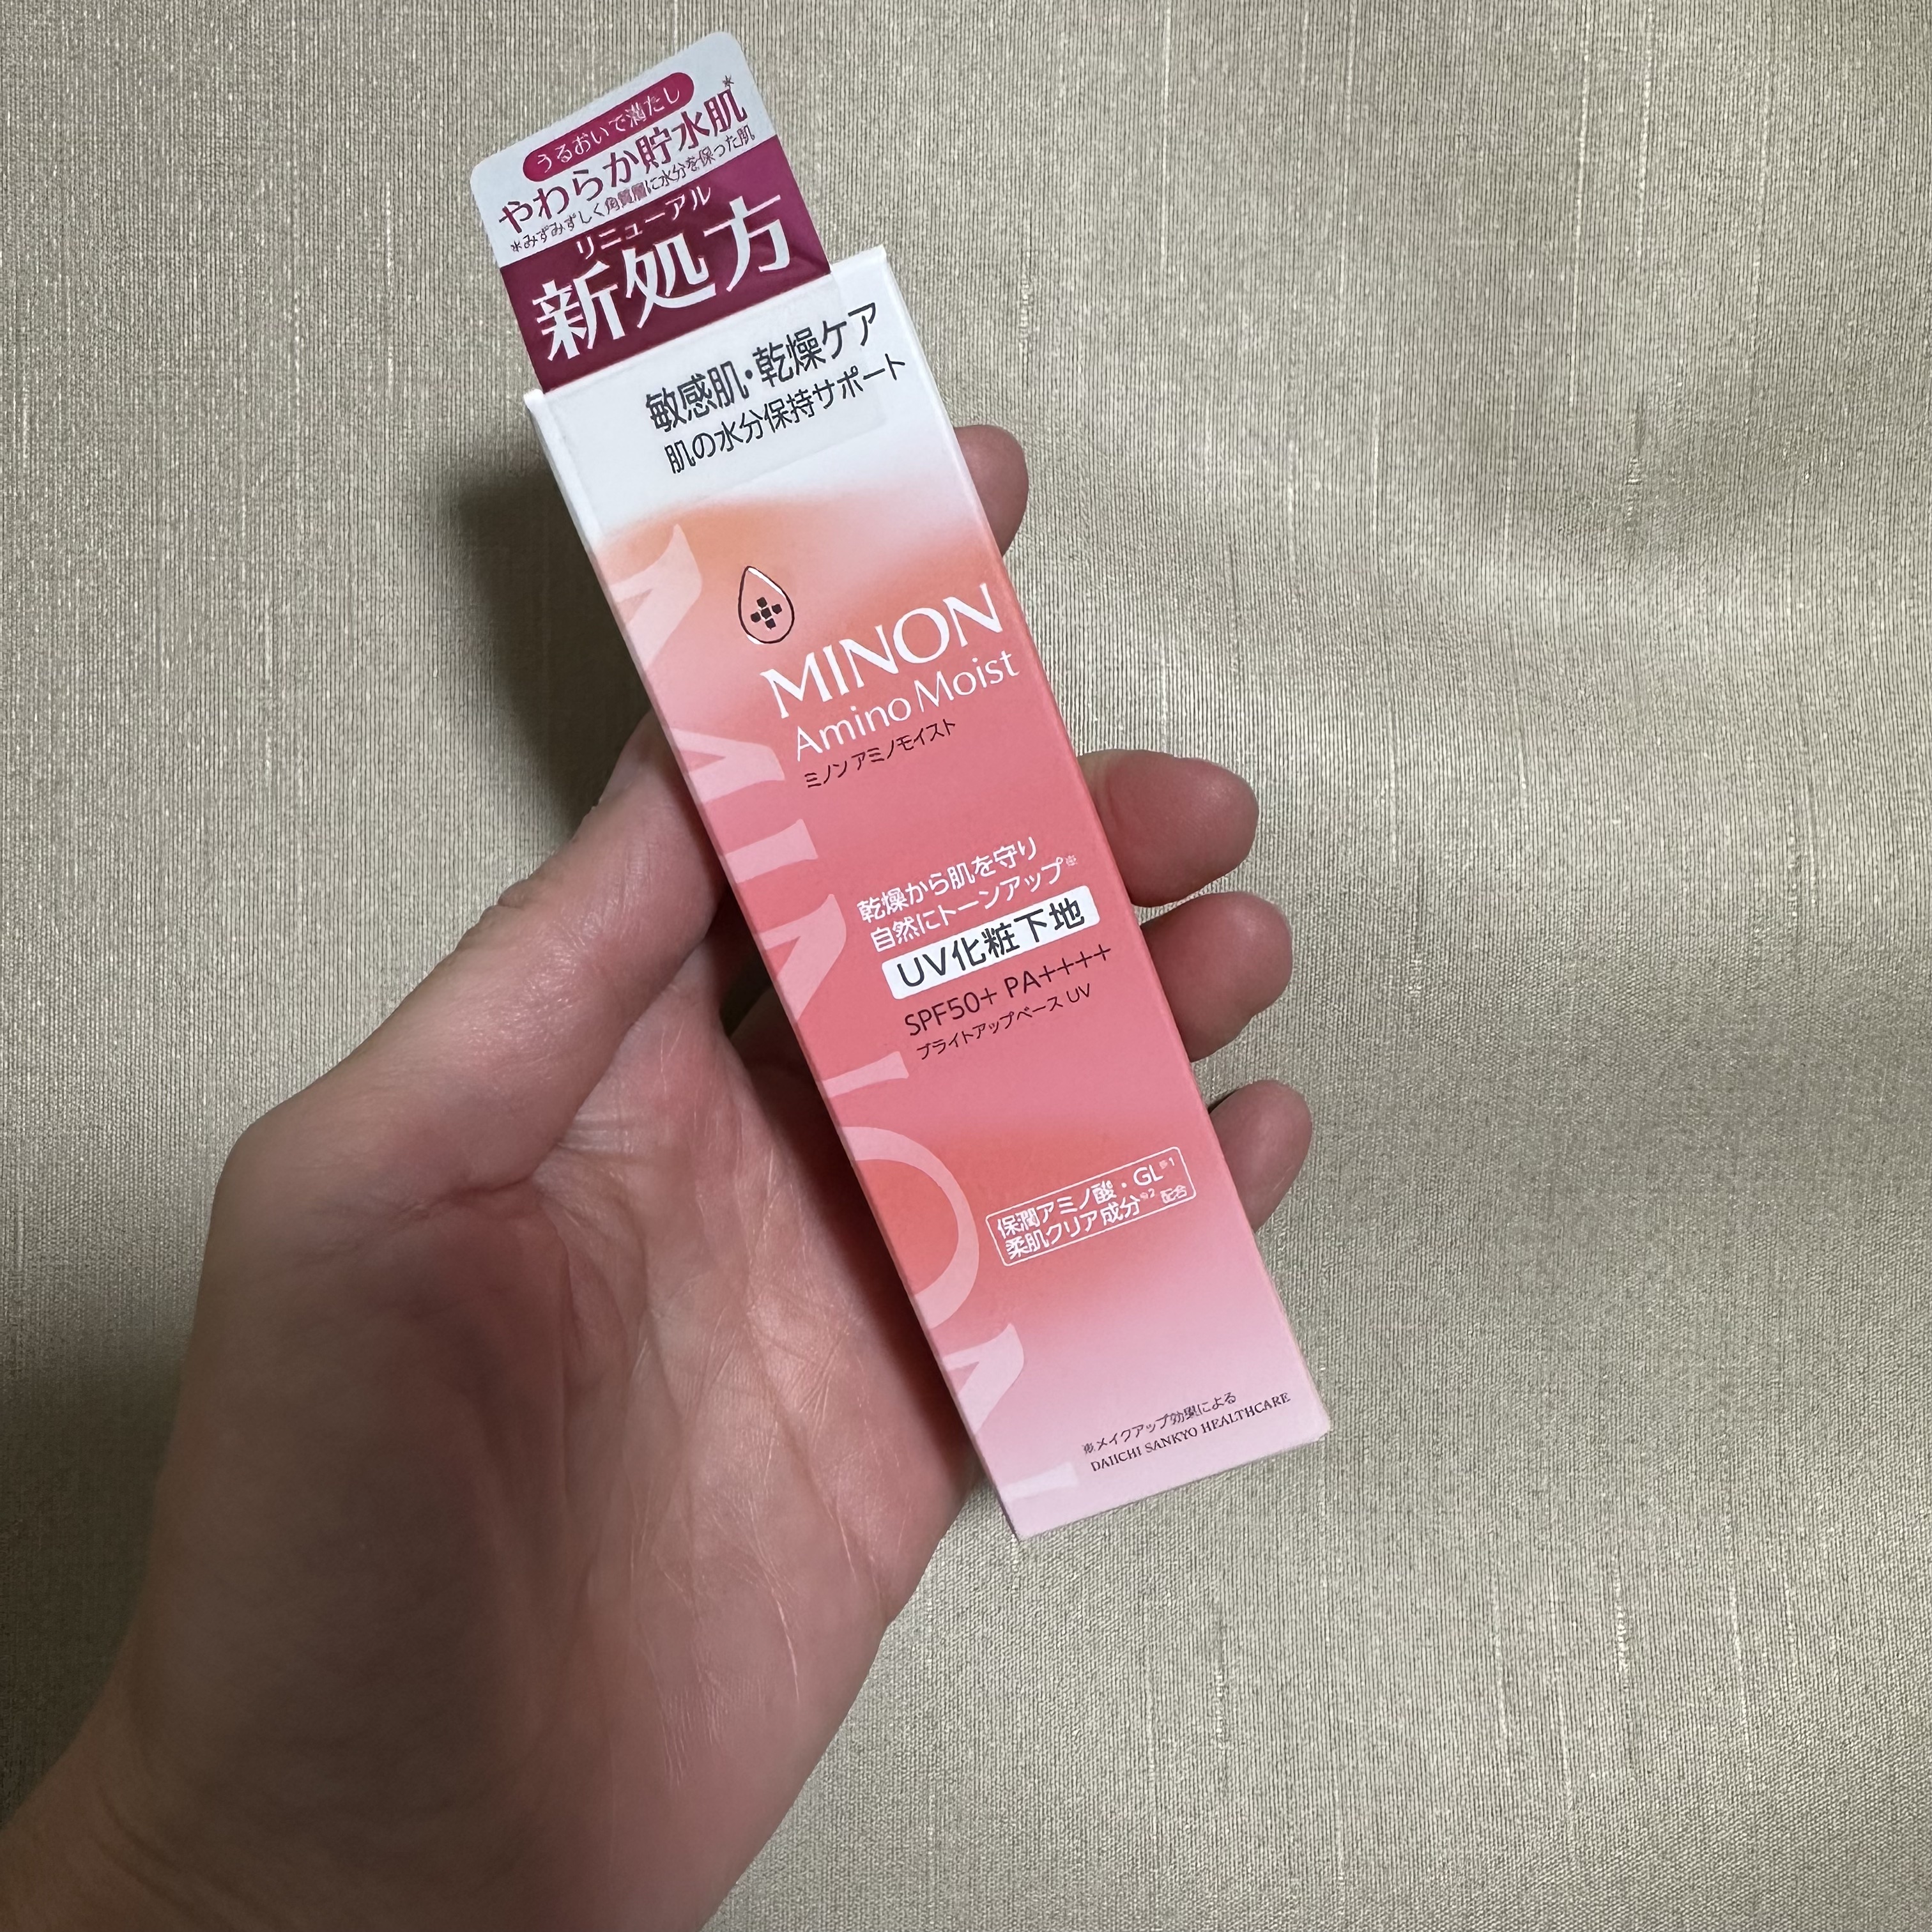 うるおいで満たし
やわらか貯水肌*
*みずみずしく角質層に水分を保った肌
リニューアル
新処方
敏感肌・乾燥ケア
肌の水分保持サポート
MINON
Amino Moist
ミノン アミノモイスト
乾燥から肌を守り
自然にトーンアップ※
UV化粧下地
SPF50+ PA++++
ブライトアップベース UV
保潤アミノ酸・GL※1
柔肌クリア成分※2 配合
※メイクアップ効果による
DAIICHI SANKYO HEALTHCARE
MINON